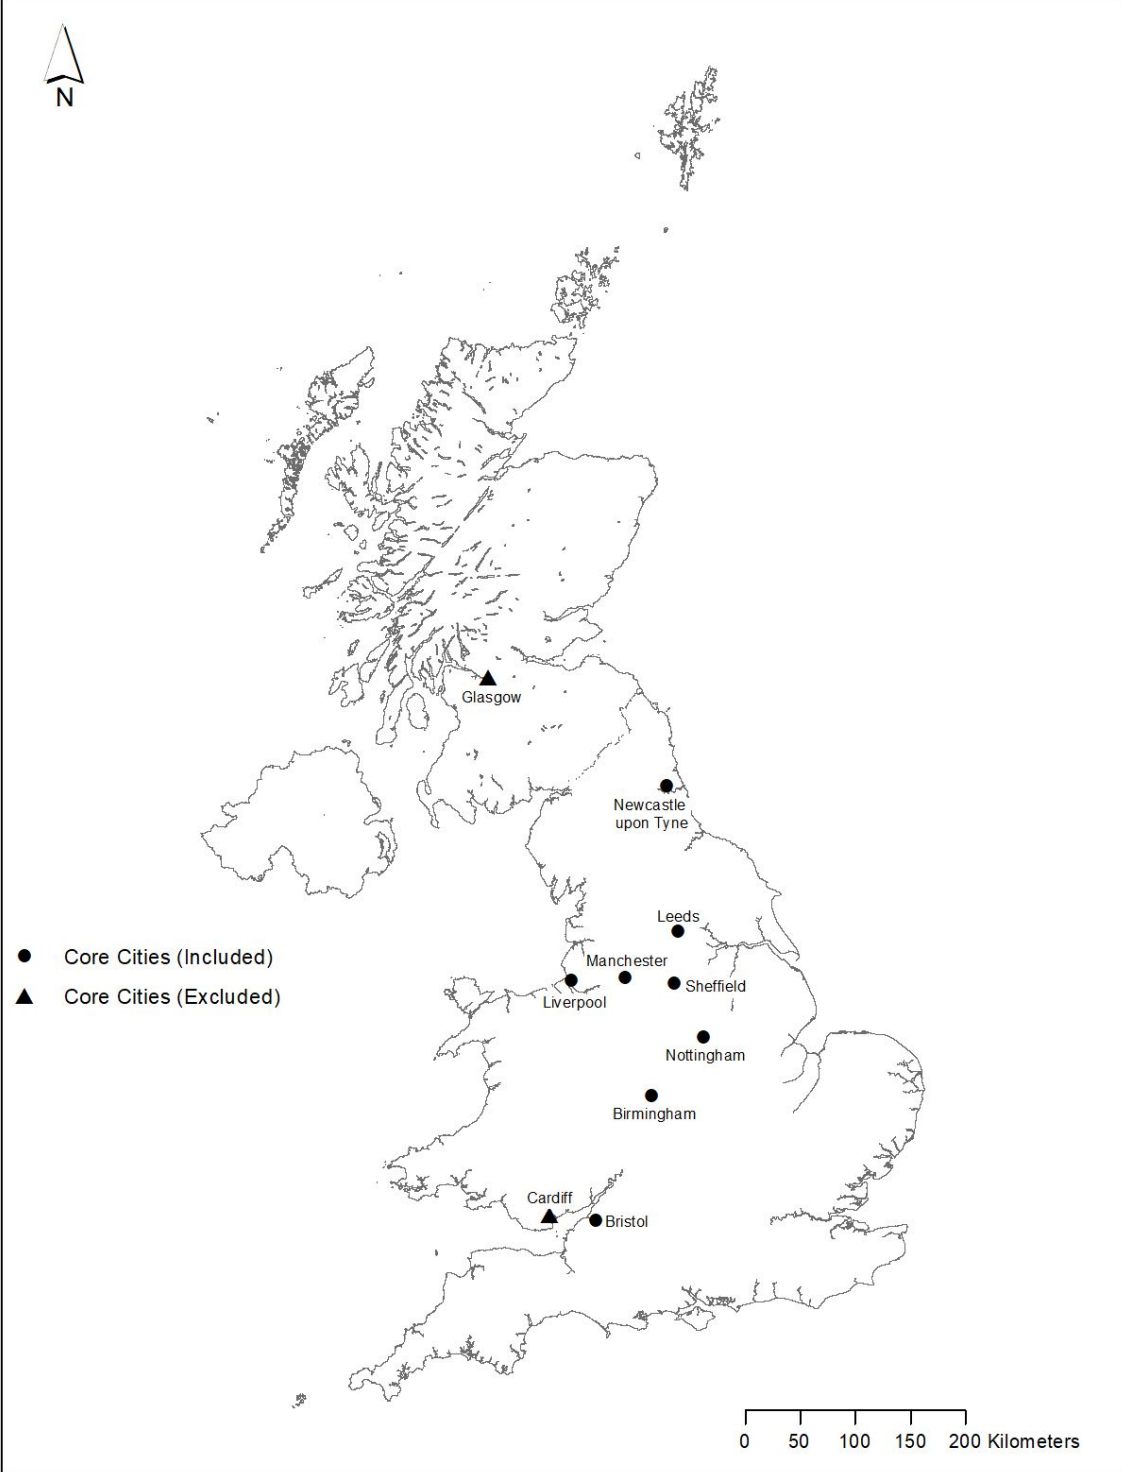 N
Glasgow
Newcastle
upon Tyne
Leeds
Manchester
Core Cities (Included)
Sheffield
Core Cities (Excluded)
Liverpool
Nottingham
Birmingham
Cardiff
Bristol
0 50 100 150 200 Kilometers